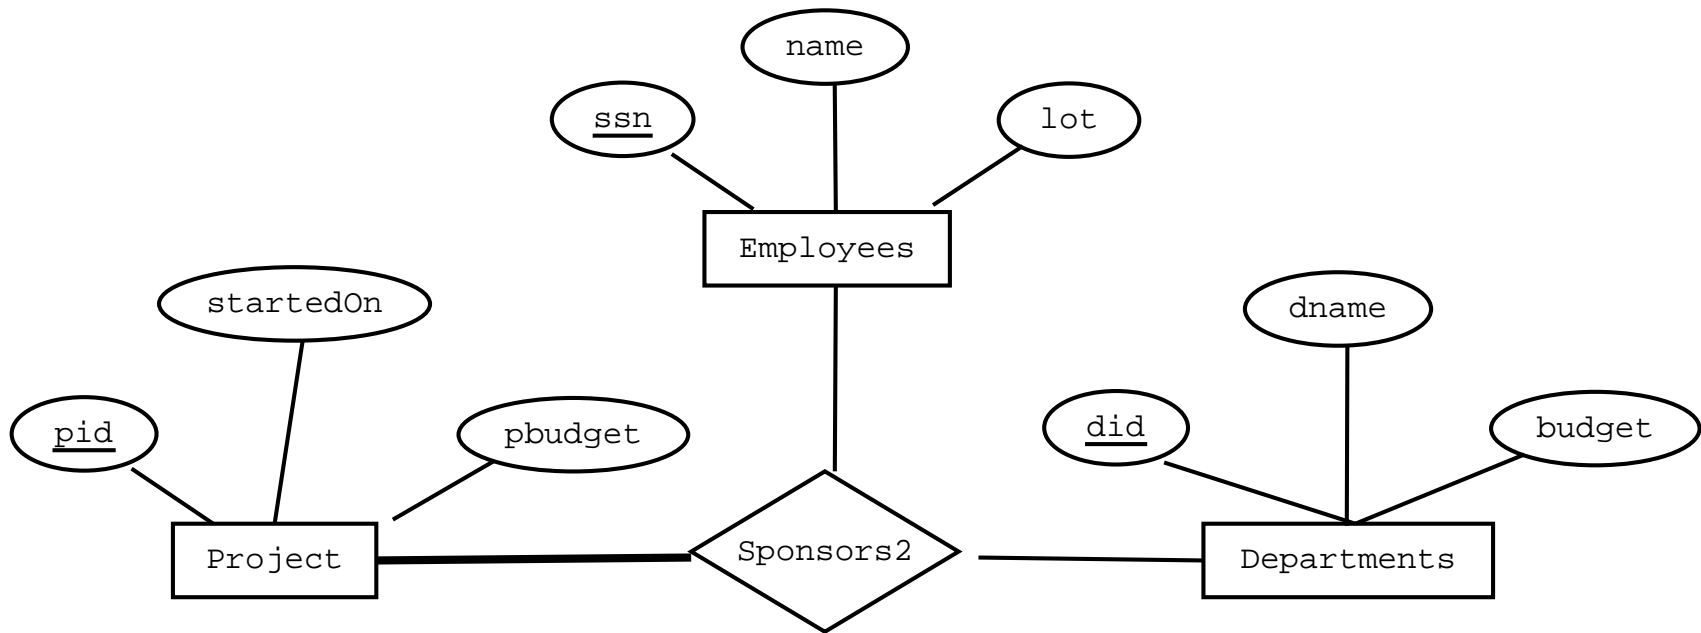 name
ssn
lot
Employees
startedOn
dname
pid
pbudget
did
budget
Project
Sponsors2
Departments